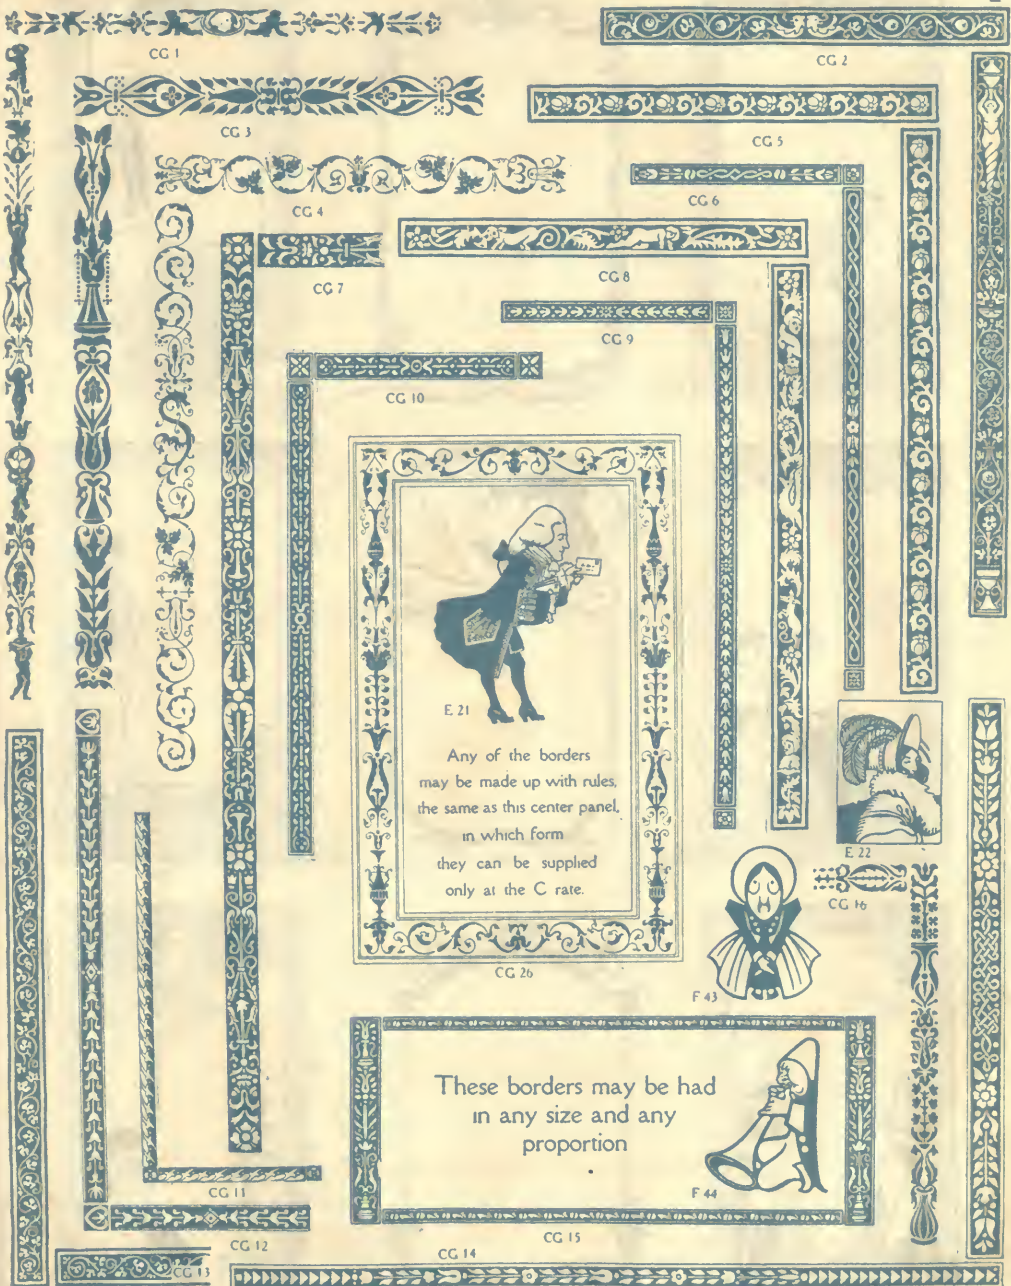 CG 1
CG 2
CG 3
CG 5
CG 4
CG 6
CG 7
CG 8
CG 9
CG 10
E 21
Any of the borders
may be made up with rules,
the same as this center panel,
in which form
they can be supplied
only at the C rate.
E 22
CG 16
CG 26
F 43
These borders may be had
in any size and any
proportion
F 44
CG 11
CG 15
CG 12
CG 14
CG 13